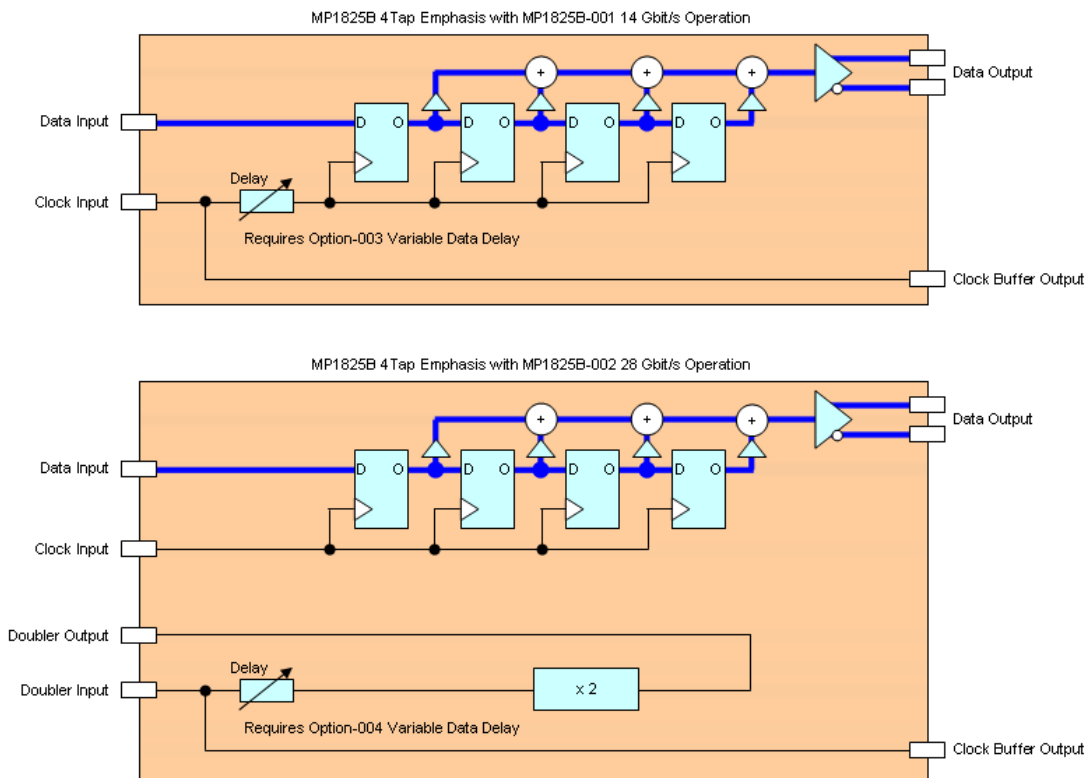 MP1825B 4Tap Emphasis with MP1825B-001 14 Gbit/s Operation
+ + +
Data Output
Data Input
D O D O D O D O
Delay
Clock Input
Requires Option-003 Variable Data Delay
Clock Buffer Output
MP1825B 4Tap Emphasis with MP1825B-002 28 Gbit/s Operation
+ + +
Data Output
Data Input
D O D O D O D O
Clock Input
Doubler Output
Delay
Doubler Input
x 2
Requires Option-004 Variable Data Delay
Clock Buffer Output